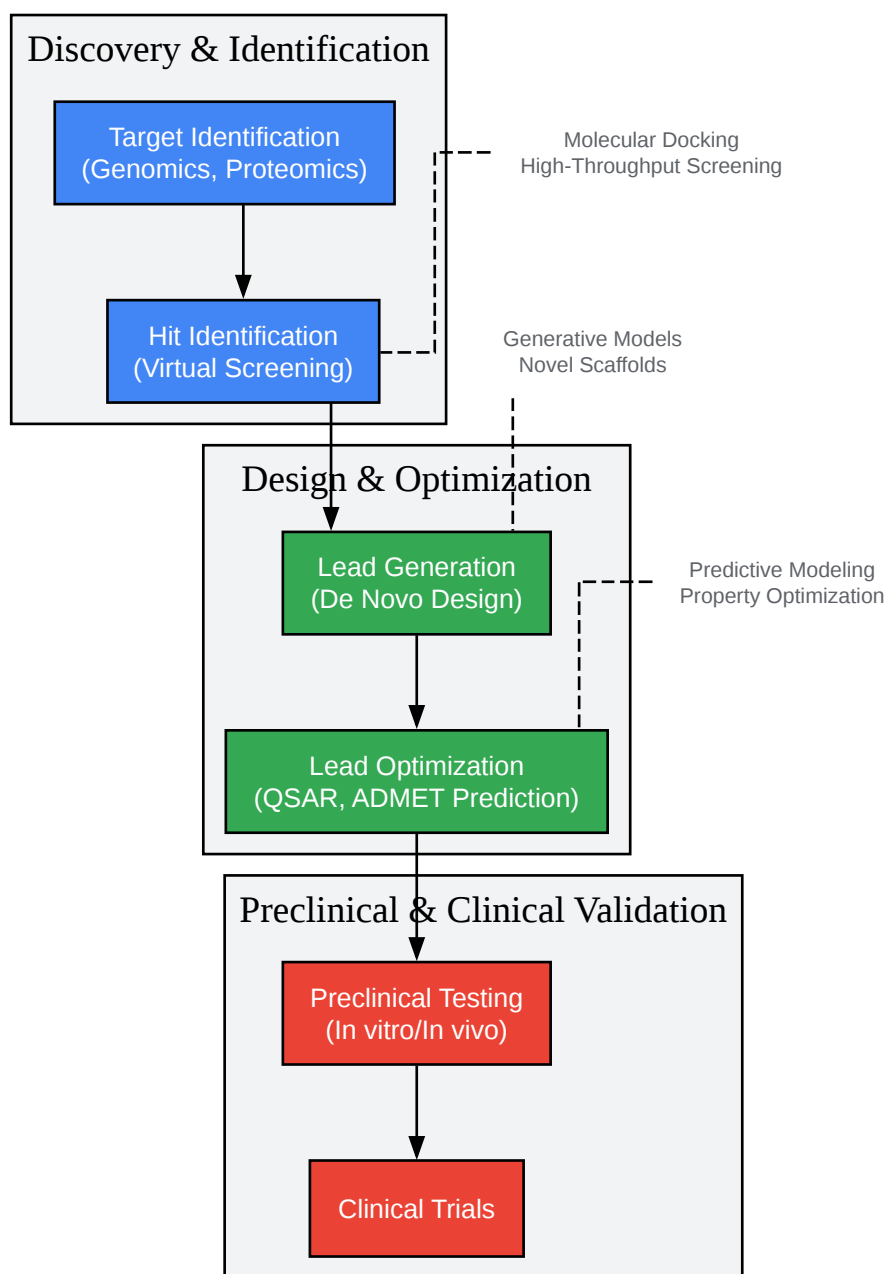 Discovery & Identification
Target Identification
(Genomics, Proteomics)
Molecular Docking
High-Throughput Screening
Hit Identification
(Virtual Screening)
Generative Models
Novel Scaffolds
Design & Optimization
Lead Generation
(De Novo Design)
Predictive Modeling
Property Optimization
Lead Optimization
(QSAR, ADMET Prediction)
Preclinical & Clinical Validation
Preclinical Testing
(In vitro/In vivo)
Clinical Trials